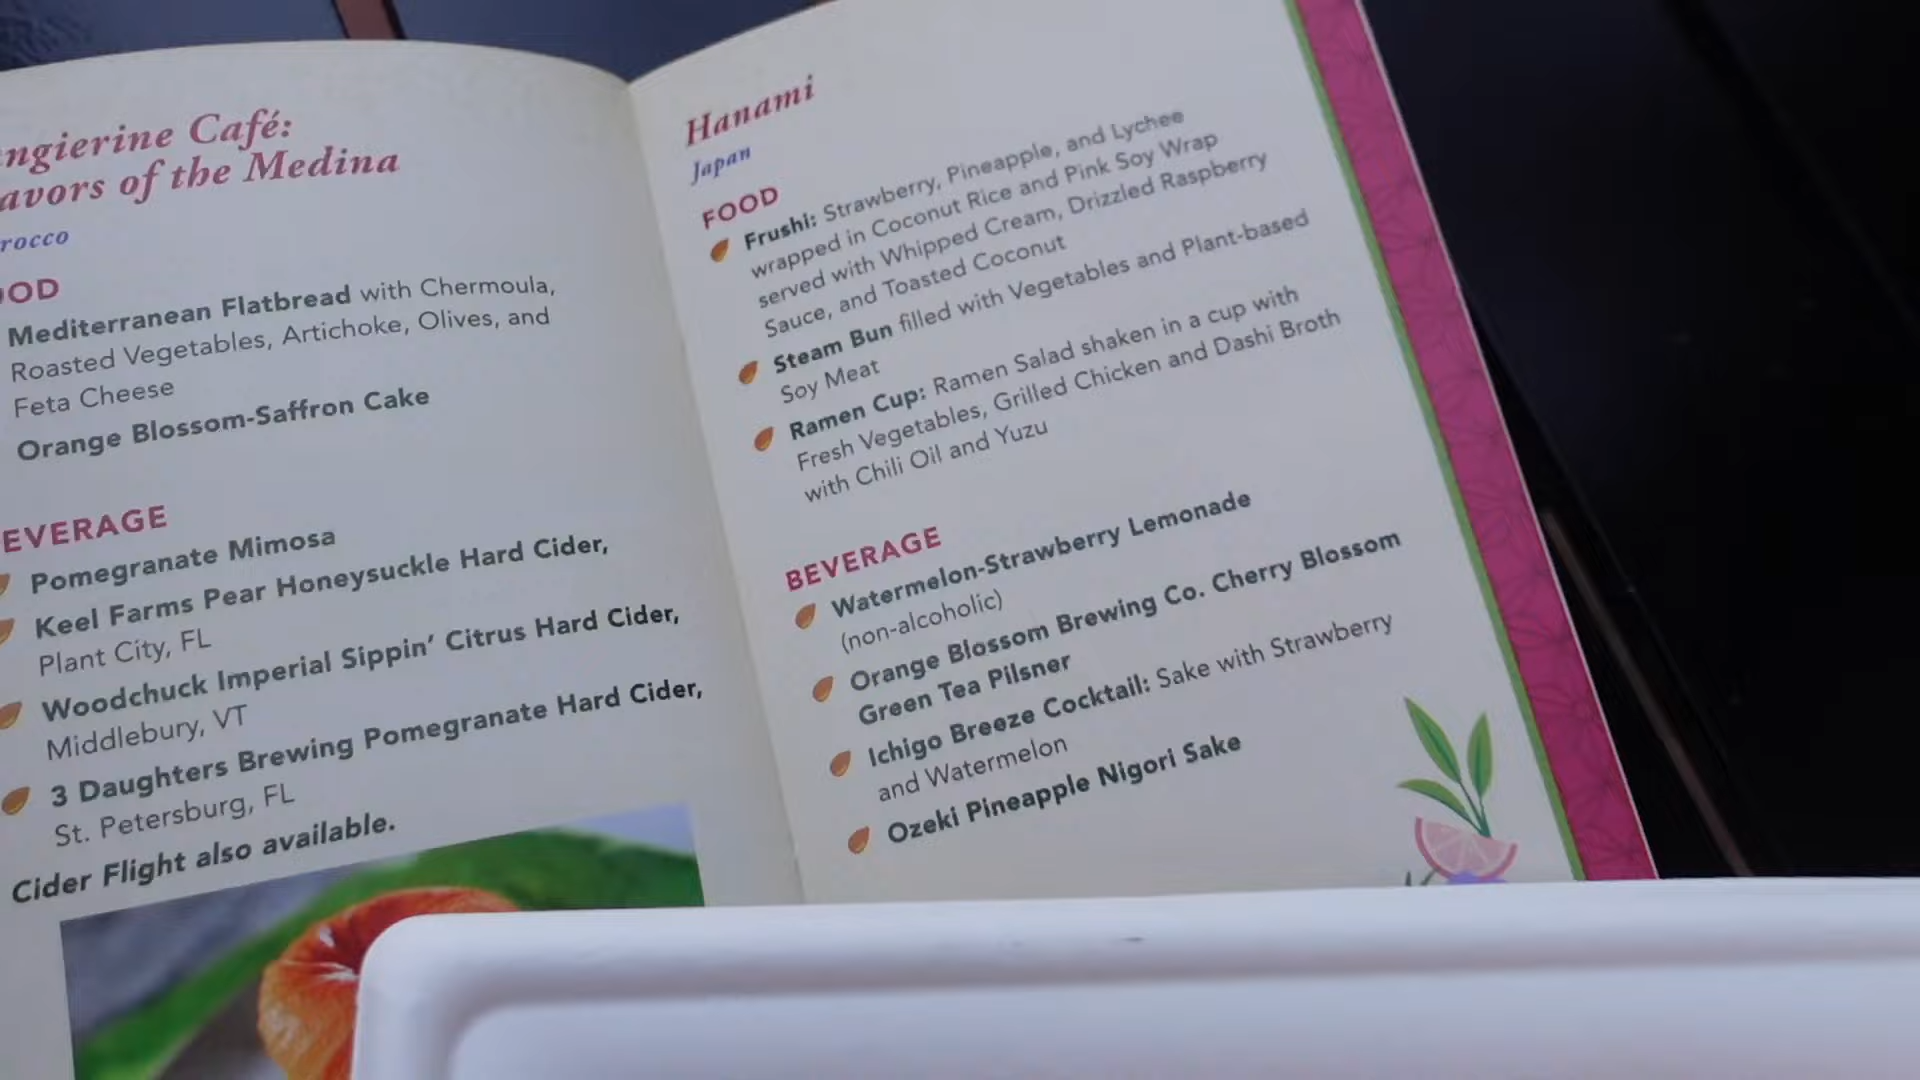 ngierine Café:
avors of the Medina
rocco
OOD
Mediterranean Flatbread with Chermoula,
Roasted Vegetables, Artichoke, Olives, and
Feta Cheese
Orange Blossom-Saffron Cake
EVERAGE
Pomegranate Mimosa
Keel Farms Pear Honeysuckle Hard Cider,
Plant City, FL
Woodchuck Imperial Sippin’ Citrus Hard Cider,
Middlebury, VT
3 Daughters Brewing Pomegranate Hard Cider,
St. Petersburg, FL
Cider Flight also available.
Hanami
Japan
FOOD
Frushi: Strawberry, Pineapple, and Lychee
wrapped in Coconut Rice and Pink Soy Wrap
served with Whipped Cream, Drizzled Raspberry
Sauce, and Toasted Coconut
Steam Bun filled with Vegetables and Plant-based
Soy Meat
Ramen Cup: Ramen Salad shaken in a cup with
Fresh Vegetables, Grilled Chicken and Dashi Broth
with Chili Oil and Yuzu
BEVERAGE
Watermelon-Strawberry Lemonade
(non-alcoholic)
Orange Blossom Brewing Co. Cherry Blossom
Green Tea Pilsner
Ichigo Breeze Cocktail: Sake with Strawberry
and Watermelon
Ozeki Pineapple Nigori Sake